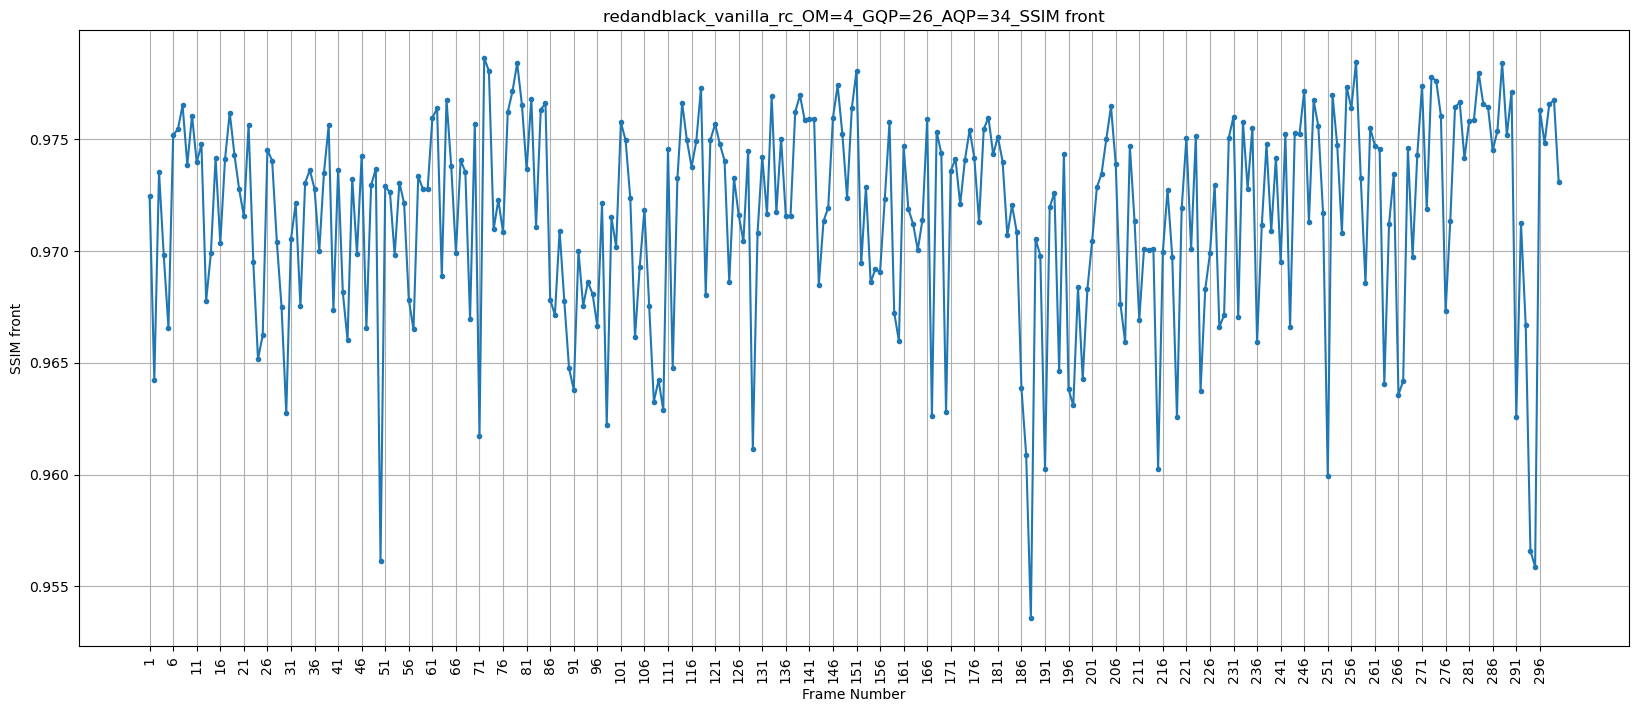 redandblack_vanilla_rc_OM=4_GQP=26_AQP=34_SSIM front
SSIM front
0.975
0.970
0.965
0.960
0.955
1 6 11 16 21 26 31 36 41 46 51 56 61 66 71 76 81 86 91 96 101 106 111 116 121 126 131 136 141 146 151 156 161 166 171 176 181 186 191 196 201 206 211 216 221 226 231 236 241 246 251 256 261 266 271 276 281 286 291 296
Frame Number